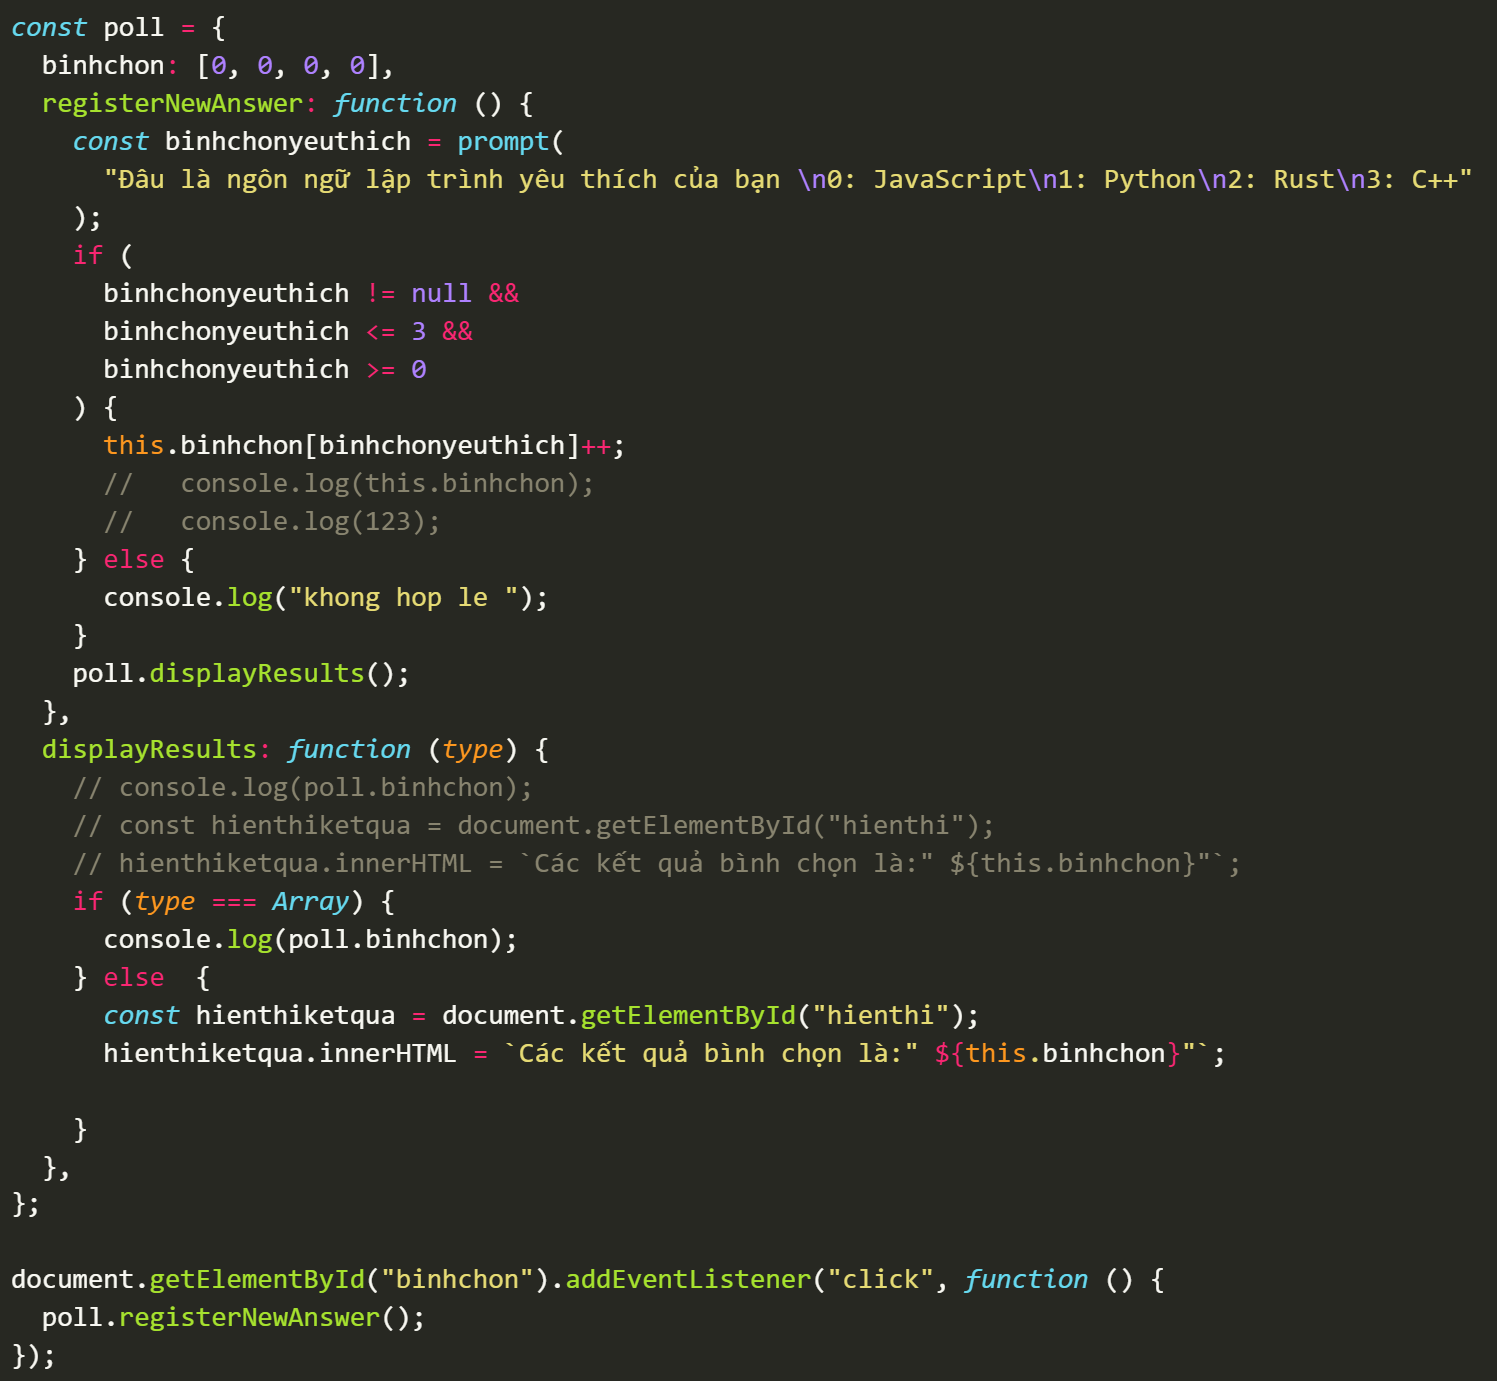 const poll = {
  binhchon: [0, 0, 0, 0],
  registerNewAnswer: function () {
    const binhchonyeuthich = prompt(
      "Đâu là ngôn ngữ lập trình yêu thích của bạn \n0: JavaScript\n1: Python\n2: Rust\n3: C++"
    );
    if (
      binhchonyeuthich != null &&
      binhchonyeuthich <= 3 &&
      binhchonyeuthich >= 0
    ) {
      this.binhchon[binhchonyeuthich]++;
      //   console.log(this.binhchon);
      //   console.log(123);
    } else {
      console.log("khong hop le ");
    }
    poll.displayResults();
  },
  displayResults: function (type) {
    // console.log(poll.binhchon);
    // const hienthiketqua = document.getElementById("hienthi");
    // hienthiketqua.innerHTML = `Các kết quả bình chọn là:" ${this.binhchon}"`;
    if (type === Array) {
      console.log(poll.binhchon);
    } else  {
      const hienthiketqua = document.getElementById("hienthi");
      hienthiketqua.innerHTML = `Các kết quả bình chọn là:" ${this.binhchon}"`;

    }
  },
};

document.getElementById("binhchon").addEventListener("click", function () {
  poll.registerNewAnswer();
});